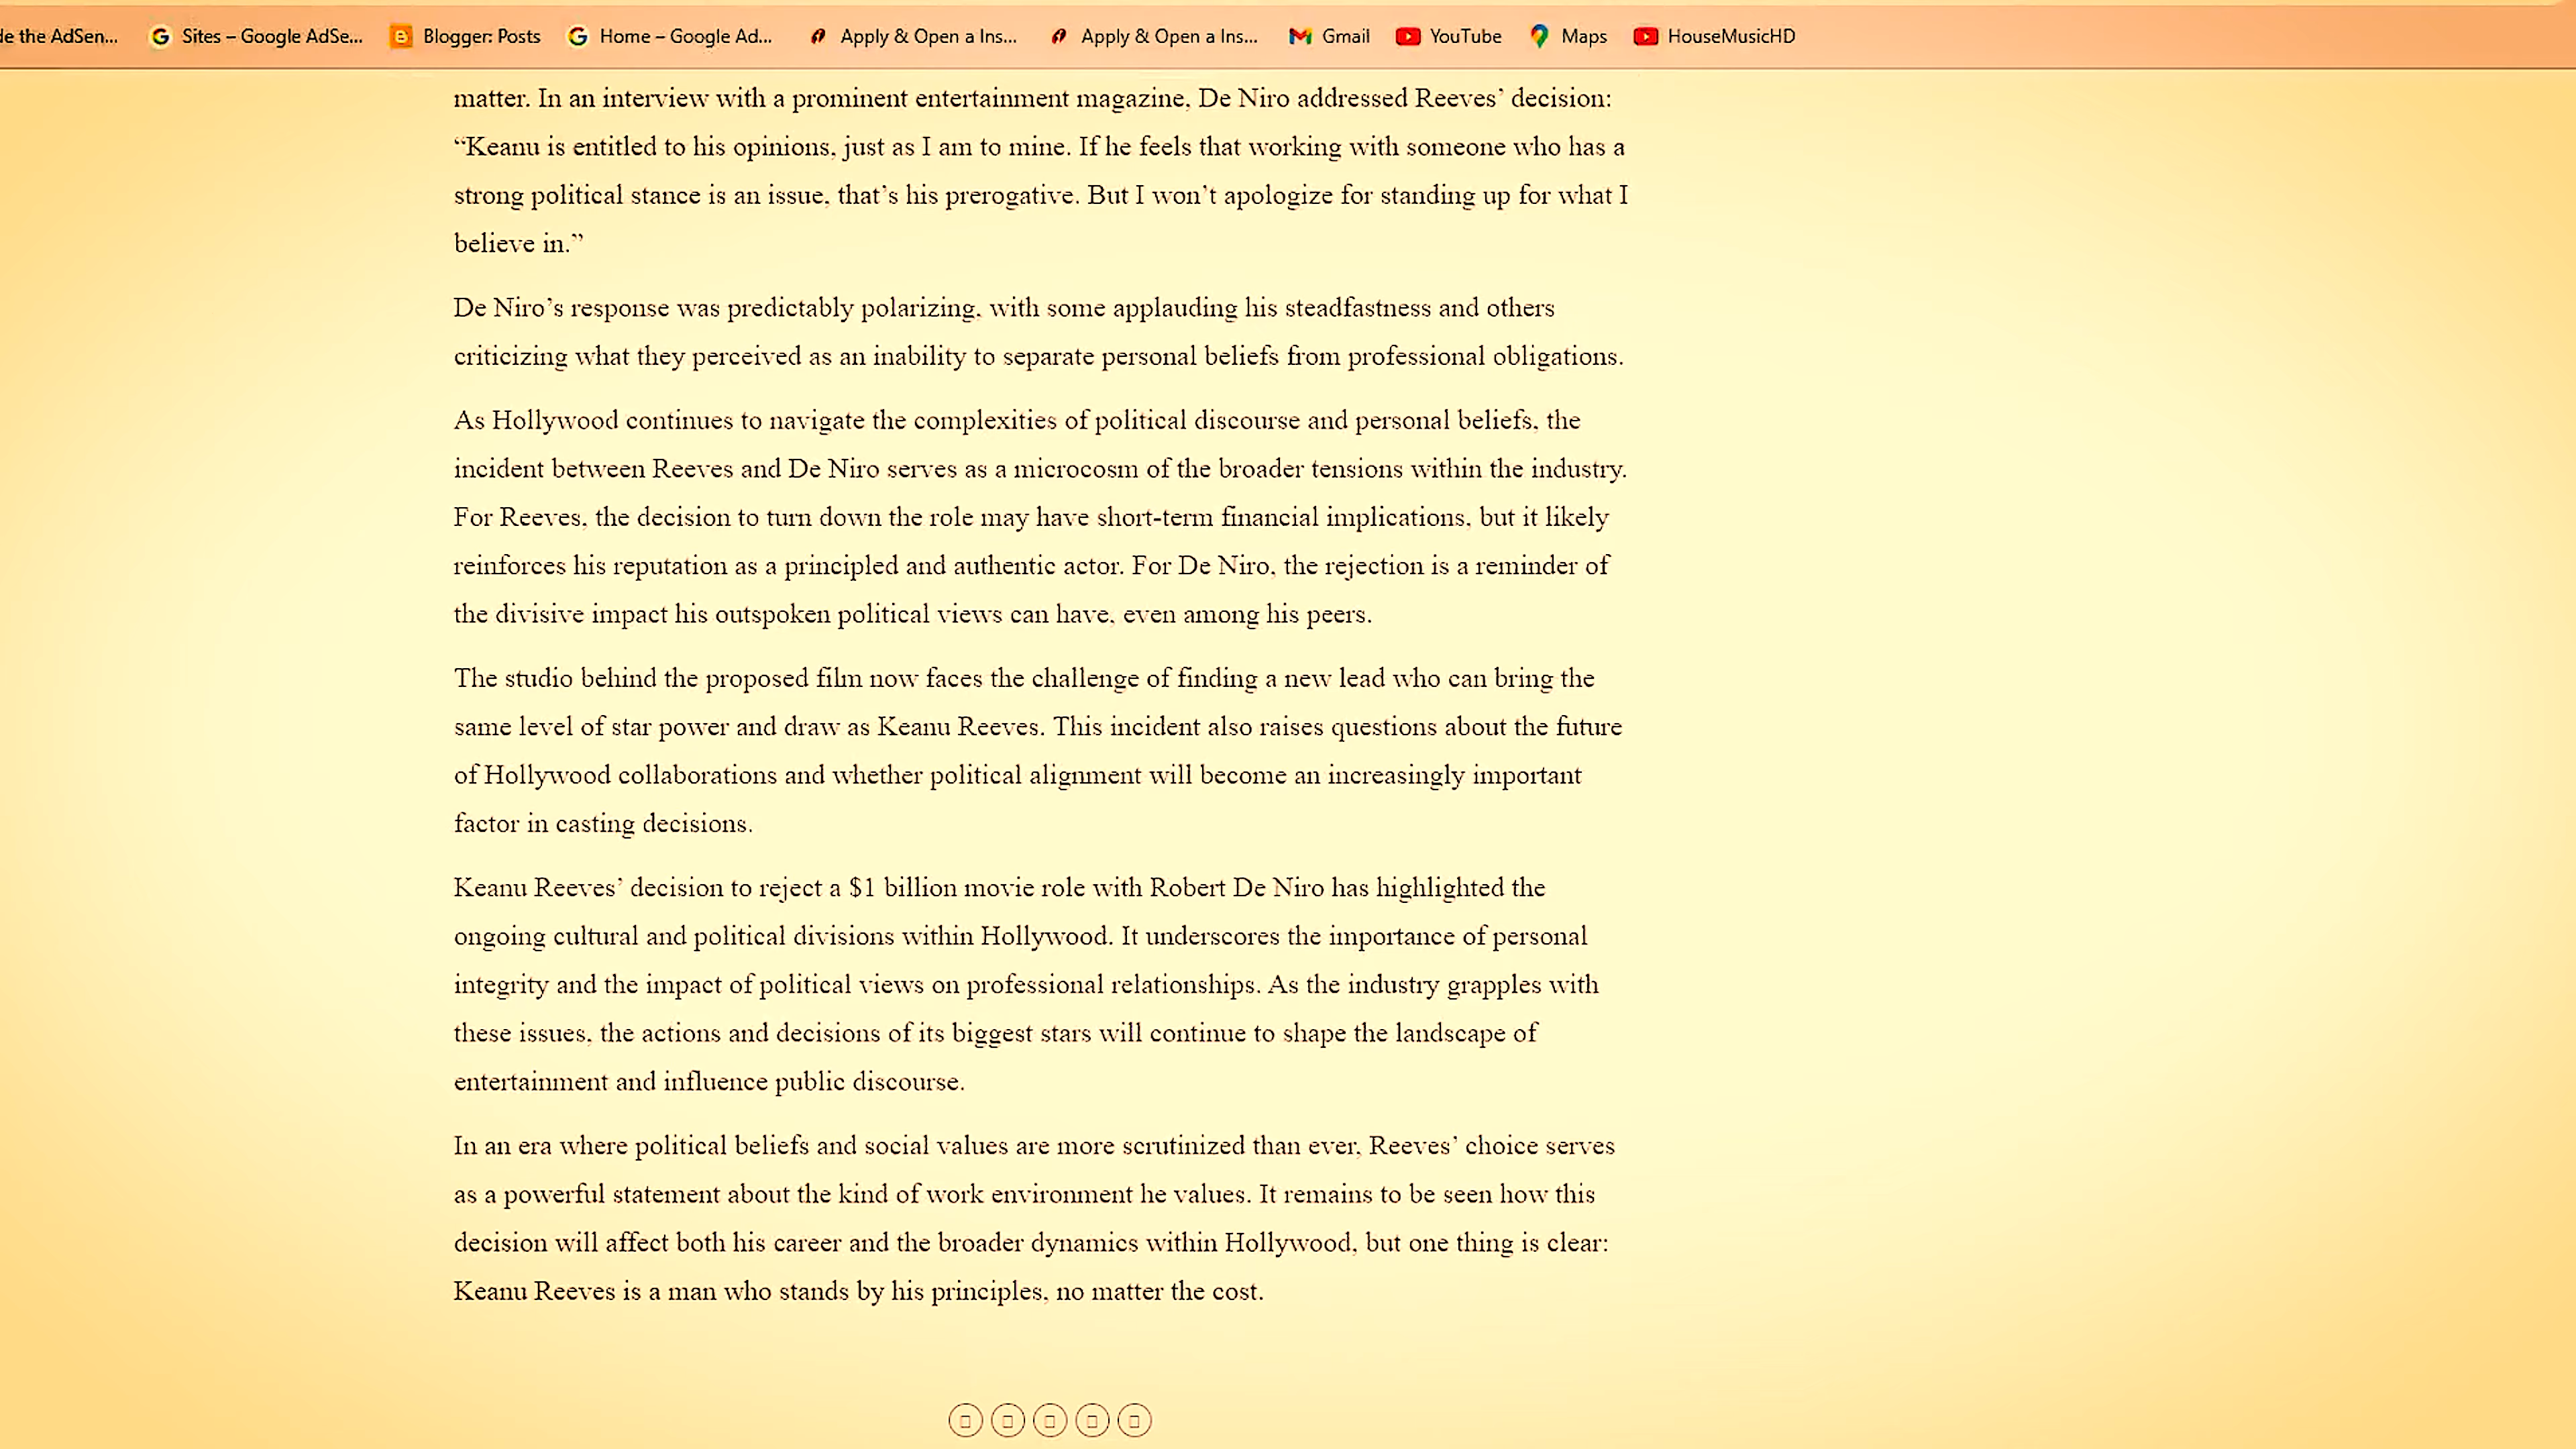 de the AdSen... Sites – Google AdSe... Blogger: Posts Home – Google Ad... Apply & Open a Ins... Apply & Open a Ins... Gmail YouTube Maps HouseMusicHD
matter. In an interview with a prominent entertainment magazine, De Niro addressed Reeves’ decision:
“Keanu is entitled to his opinions, just as I am to mine. If he feels that working with someone who has a
strong political stance is an issue, that’s his prerogative. But I won’t apologize for standing up for what I
believe in.”
De Niro’s response was predictably polarizing, with some applauding his steadfastness and others
criticizing what they perceived as an inability to separate personal beliefs from professional obligations.
As Hollywood continues to navigate the complexities of political discourse and personal beliefs, the
incident between Reeves and De Niro serves as a microcosm of the broader tensions within the industry.
For Reeves, the decision to turn down the role may have short-term financial implications, but it likely
reinforces his reputation as a principled and authentic actor. For De Niro, the rejection is a reminder of
the divisive impact his outspoken political views can have, even among his peers.
The studio behind the proposed film now faces the challenge of finding a new lead who can bring the
same level of star power and draw as Keanu Reeves. This incident also raises questions about the future
of Hollywood collaborations and whether political alignment will become an increasingly important
factor in casting decisions.
Keanu Reeves’ decision to reject a $1 billion movie role with Robert De Niro has highlighted the
ongoing cultural and political divisions within Hollywood. It underscores the importance of personal
integrity and the impact of political views on professional relationships. As the industry grapples with
these issues, the actions and decisions of its biggest stars will continue to shape the landscape of
entertainment and influence public discourse.
In an era where political beliefs and social values are more scrutinized than ever, Reeves’ choice serves
as a powerful statement about the kind of work environment he values. It remains to be seen how this
decision will affect both his career and the broader dynamics within Hollywood, but one thing is clear:
Keanu Reeves is a man who stands by his principles, no matter the cost.